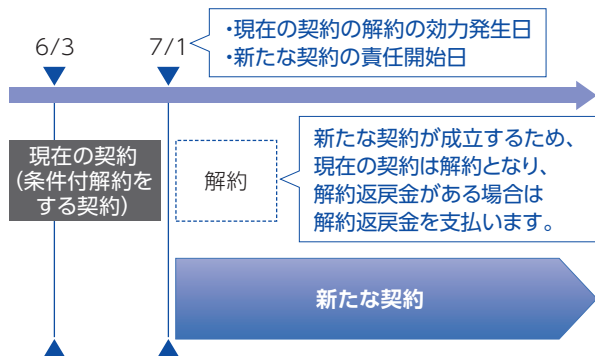 6/3
7/1
・現在の契約の解約の効力発生日
・新たな契約の責任開始日
現在の契約
(条件付解約を
する契約)
解約
新たな契約が成立するため、
現在の契約は解約となり、
解約返戻金がある場合は
解約返戻金を支払います。
新たな契約